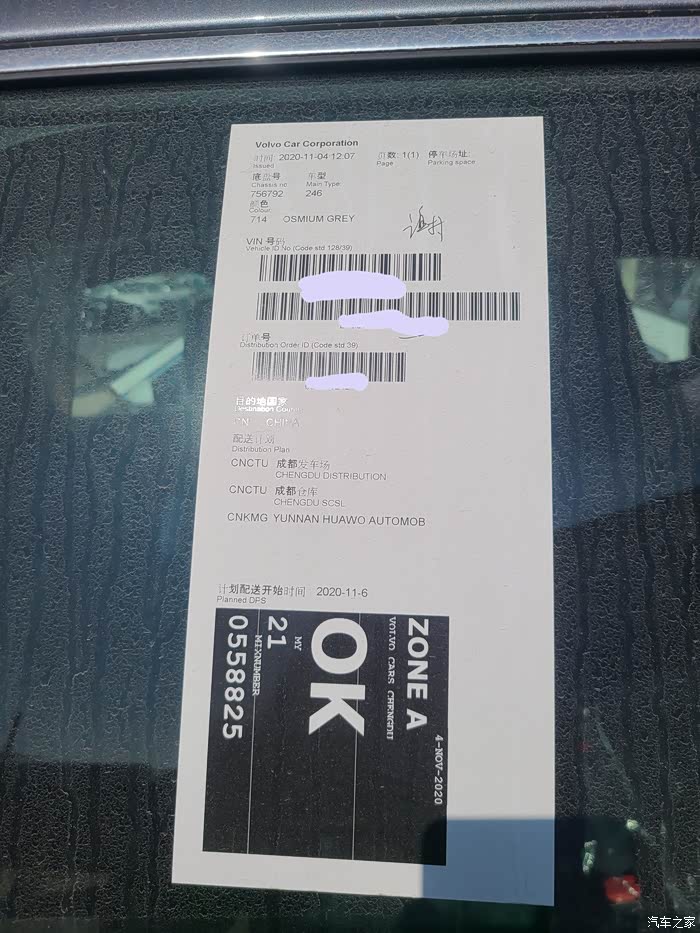 Volvo Car Corporation
时间 2020-11-04 12:07 页数: 1(1) 停车场址:
Issued Page Parking space
底盘号 车型
Chassis no Main Type
756792 246
颜色
Colour
714 OSMIUM GREY
VIN 号码
Vehicle ID No (Code std 128/39)
订单号
Distribution Order ID (Code std 39)
目的地国家
Destination Country
CN CHINA
配送计划
Distribution Plan
CNCTU 成都发车场
CHENGDU DISTRIBUTION
CNCTU 成都仓库
CHENGDU SCSL
CNKMG YUNNAN HUAWO AUTOMOB
计划配送开始时间 2020-11-6
Planned DPS
ZONE A 4-NOV-2020
VOLVO CARS CHENGDU
OK
MY
21
MIXNUMBER
0558825
汽车之家